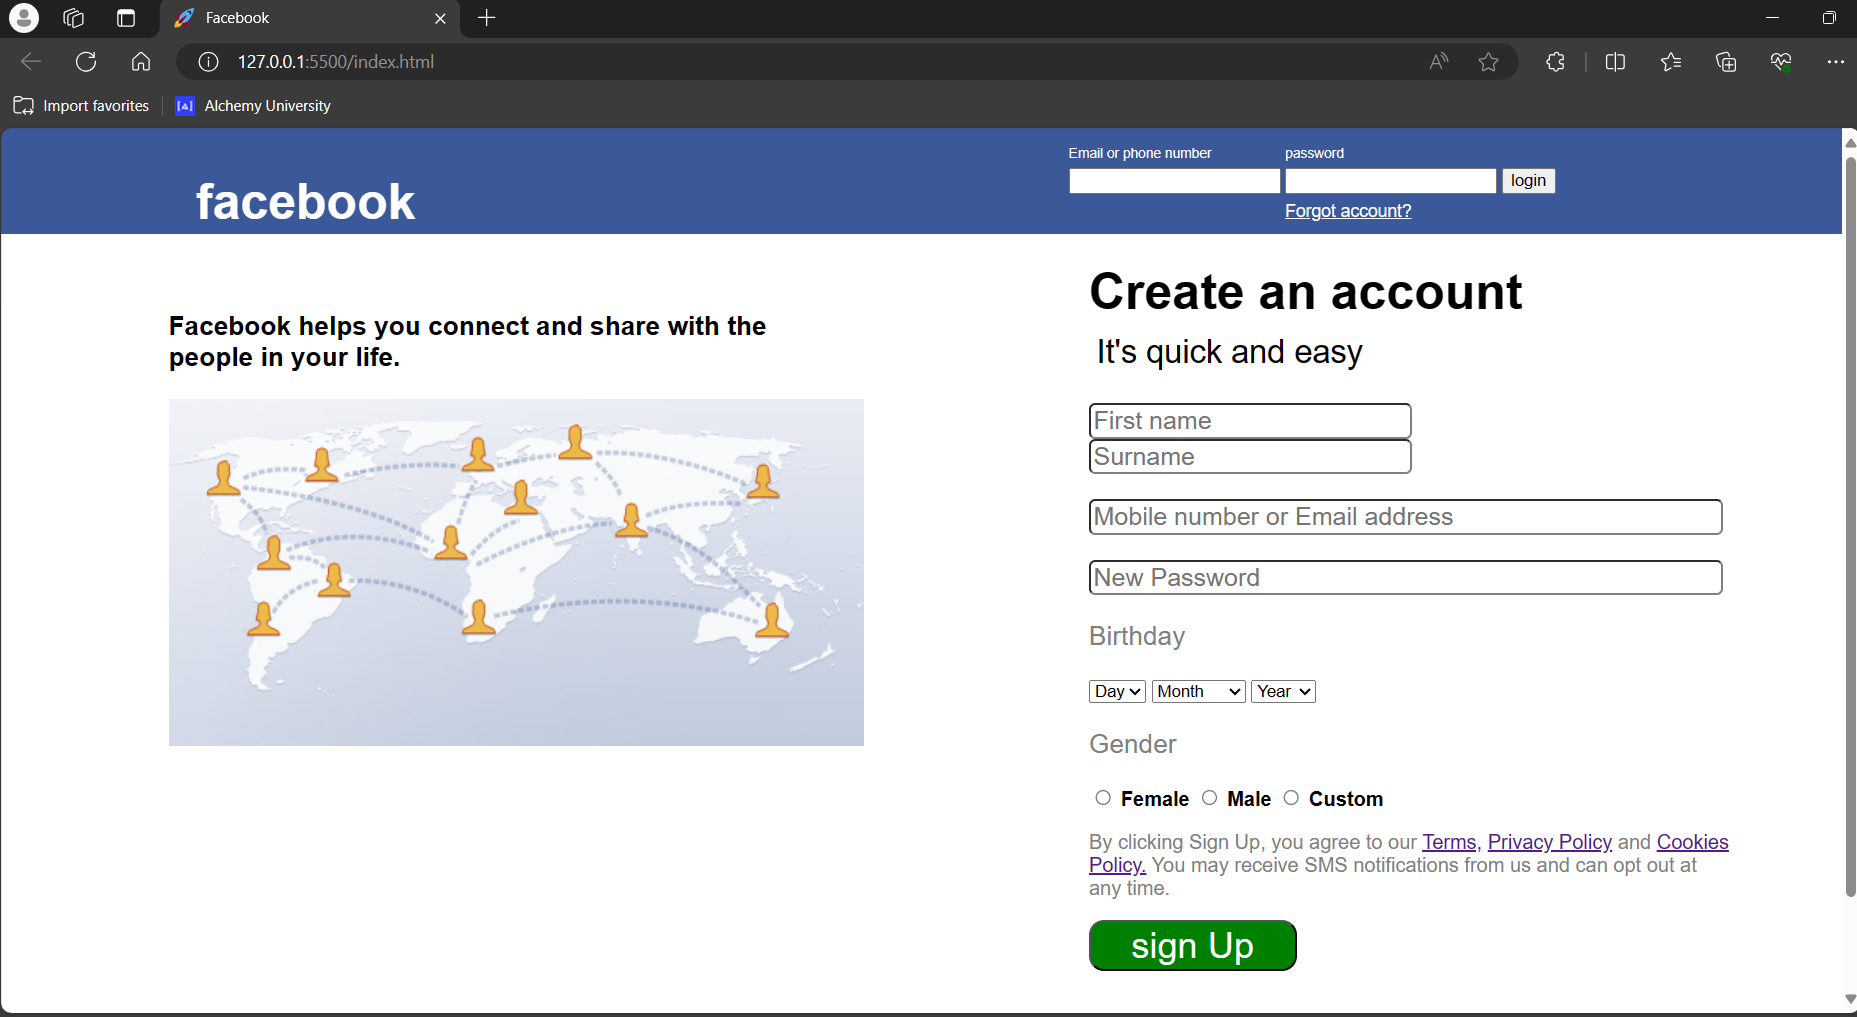 Facebook
127.0.0.1:5500/index.html
Import favorites
Alchemy University
facebook
Email or phone number password
login
Forgot account?
Facebook helps you connect and share with the
people in your life.
Create an account
It's quick and easy
First name
Surname
Mobile number or Email address
New Password
Birthday
Day Month Year
Gender
Female Male Custom
By clicking Sign Up, you agree to our Terms, Privacy Policy and Cookies
Policy. You may receive SMS notifications from us and can opt out at
any time.
sign Up